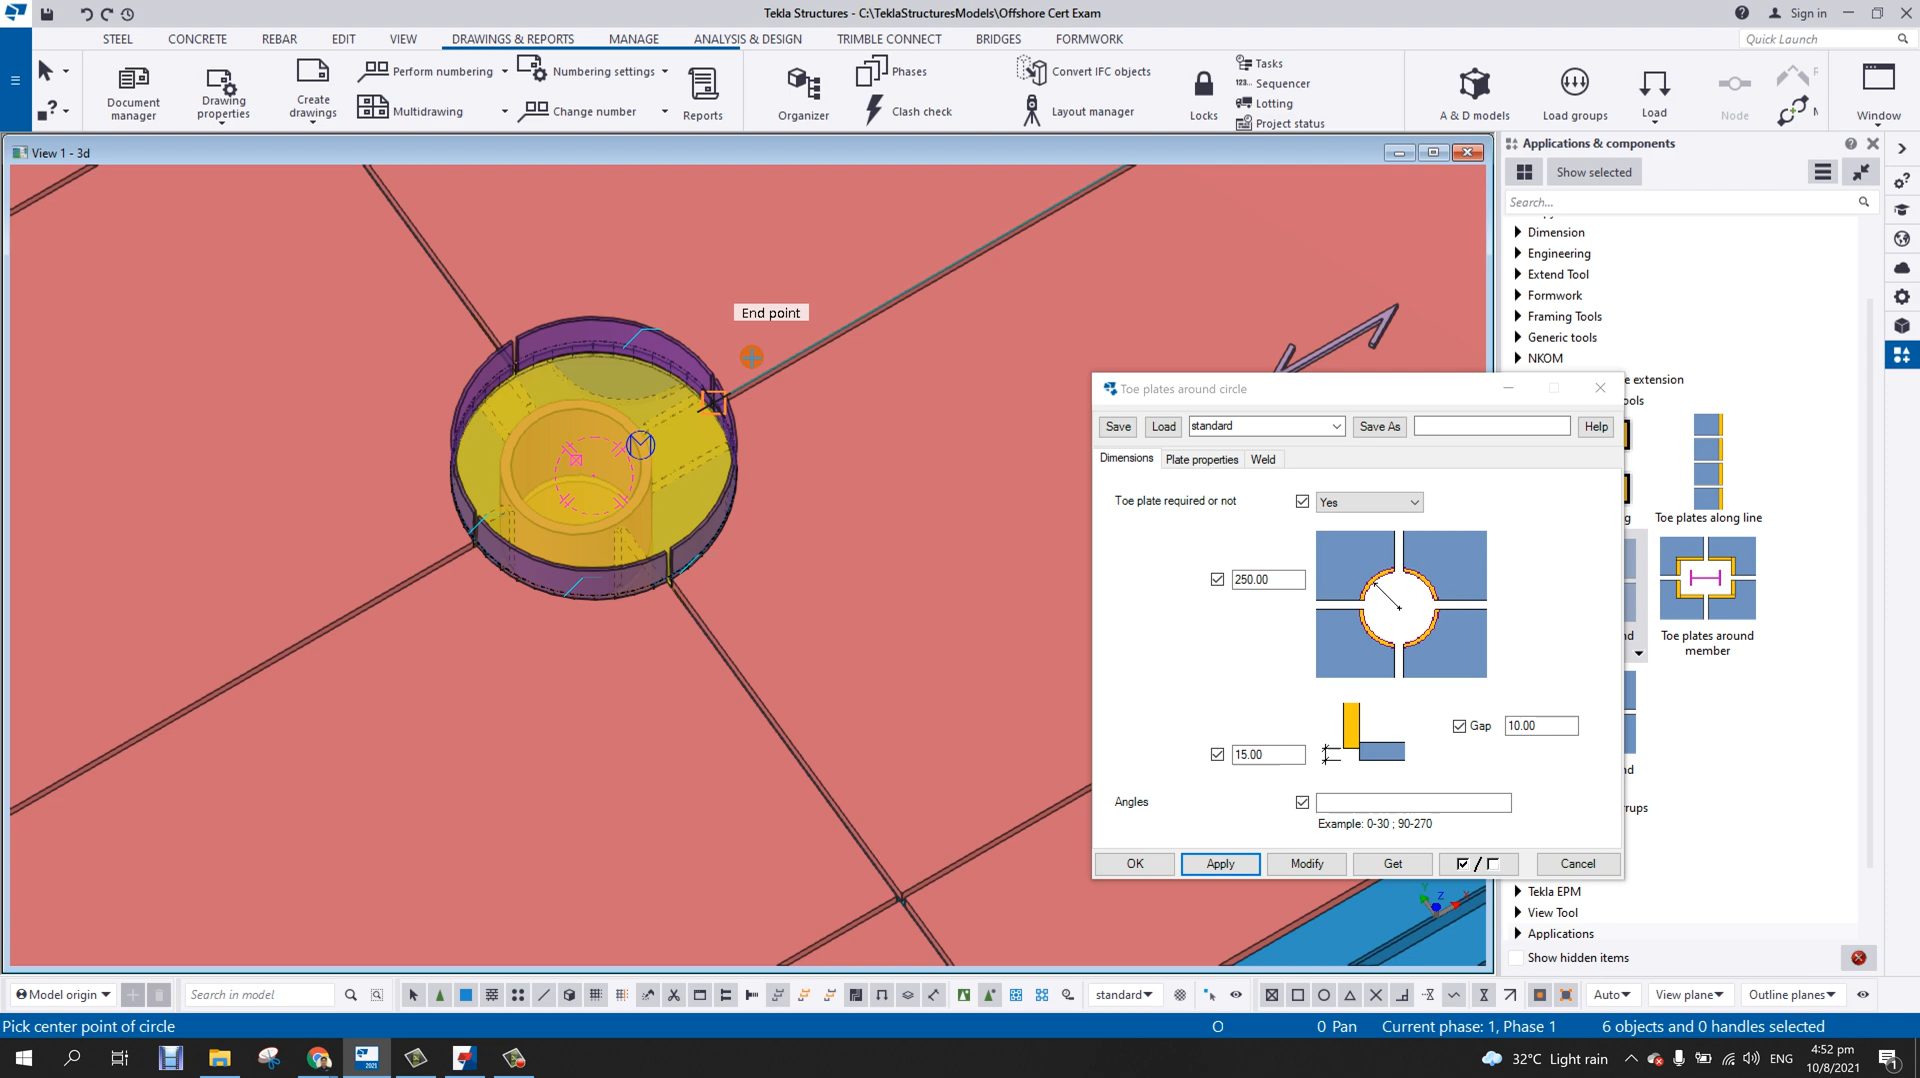 Tekla Structures - C:\TeklaStructuresModels\Offshore Cert Exam
Sign in
STEEL CONCRETE REBAR EDIT VIEW DRAWINGS & REPORTS MANAGE ANALYSIS & DESIGN TRIMBLE CONNECT BRIDGES FORMWORK
Quick Launch
Document manager
Drawing properties
Create drawings
Perform numbering
Multidrawing
Numbering settings
Change number
Reports
Organizer
Phases
Clash check
Convert IFC objects
Layout manager
Locks
Tasks
Sequencer
Lotting
Project status
A & D models
Load groups
Load
Node
Window
View 1 - 3d
End point
Applications & components
Show selected
Search...
Dimension
Engineering
Extend Tool
Formwork
Framing Tools
Generic tools
NKOM
e extension
ools
Toe plates along line
Toe plates around member
rups
Tekla EPM
View Tool
Applications
Show hidden items
Toe plates around circle
Save Load standard Save As Help
Dimensions Plate properties Weld
Toe plate required or not Yes
250.00
Gap 10.00
15.00
Angles
Example: 0-30 ; 90-270
OK Apply Modify Get / Cancel
Model origin
Search in model
standard
Auto View plane Outline planes
Pick center point of circle
O 0 Pan Current phase: 1, Phase 1 6 objects and 0 handles selected
32°C Light rain ENG
4:52 pm
10/8/2021